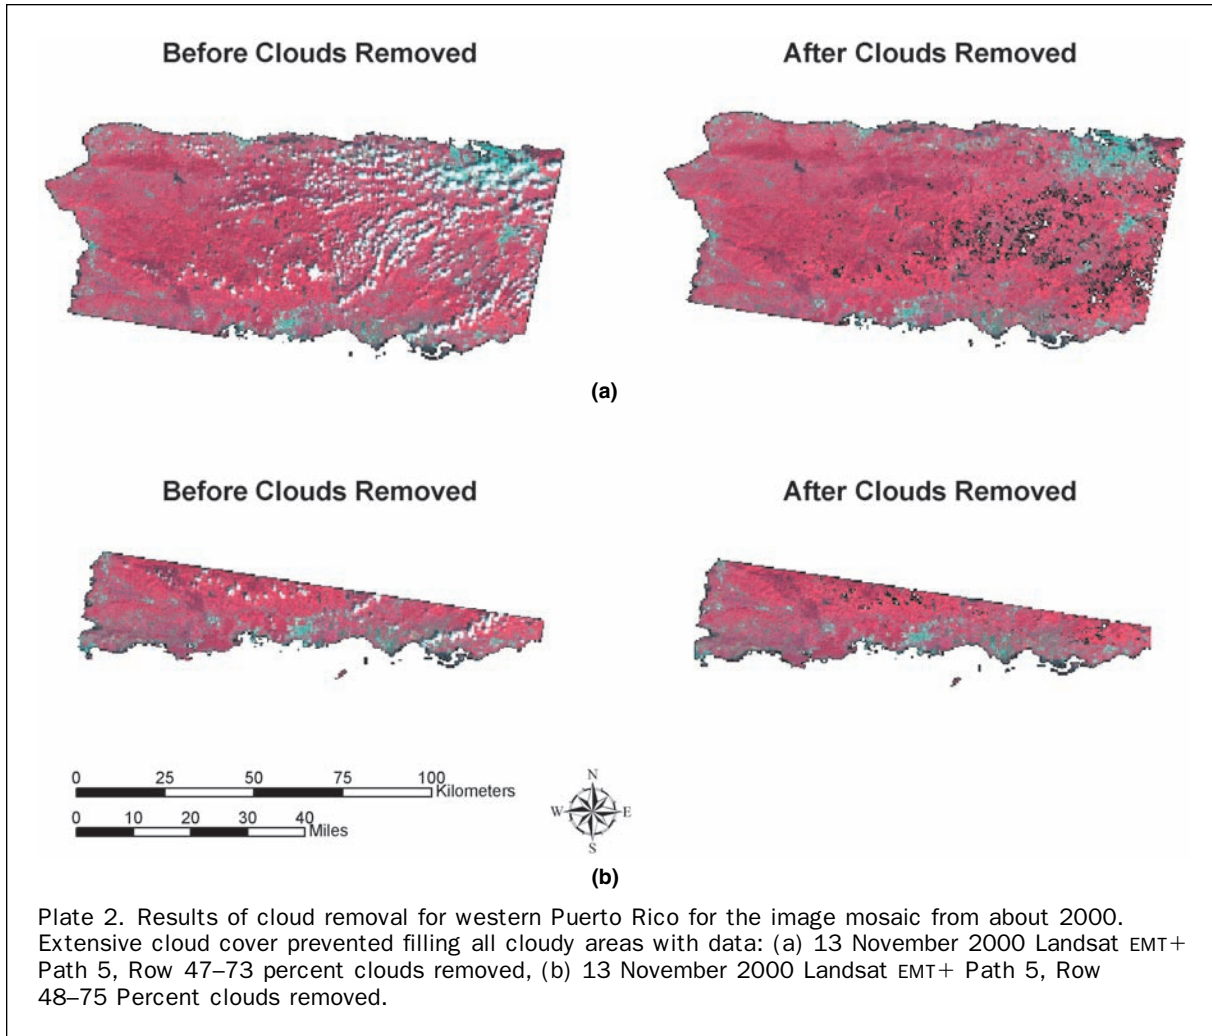 Before Clouds Removed
After Clouds Removed
(a)
Before Clouds Removed
After Clouds Removed
0 25 50 75 100
Kilometers
0 10 20 30 40
Miles
N
W E
S
(b)
Plate 2. Results of cloud removal for western Puerto Rico for the image mosaic from about 2000.
Extensive cloud cover prevented filling all cloudy areas with data: (a) 13 November 2000 Landsat EMT+
Path 5, Row 47–73 percent clouds removed, (b) 13 November 2000 Landsat EMT+ Path 5, Row
48–75 Percent clouds removed.